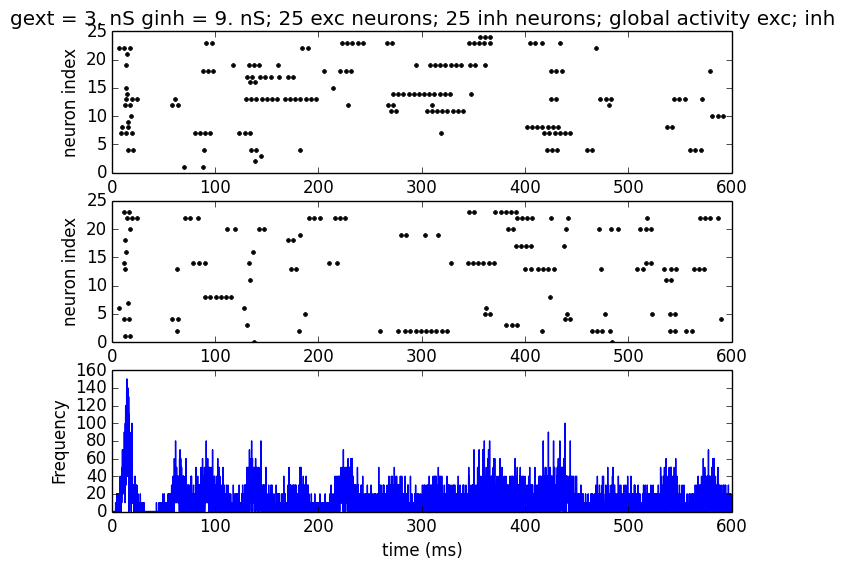 gext = 3. nS ginh = 9. nS; 25 exc neurons; 25 inh neurons; global activity exc; inh
25
20
15
10
5
0
neuron index
0 100 200 300 400 500 600
25
20
15
10
5
0
neuron index
0 100 200 300 400 500 600
160
140
120
100
80
60
40
20
0
Frequency
0 100 200 300 400 500 600
time (ms)